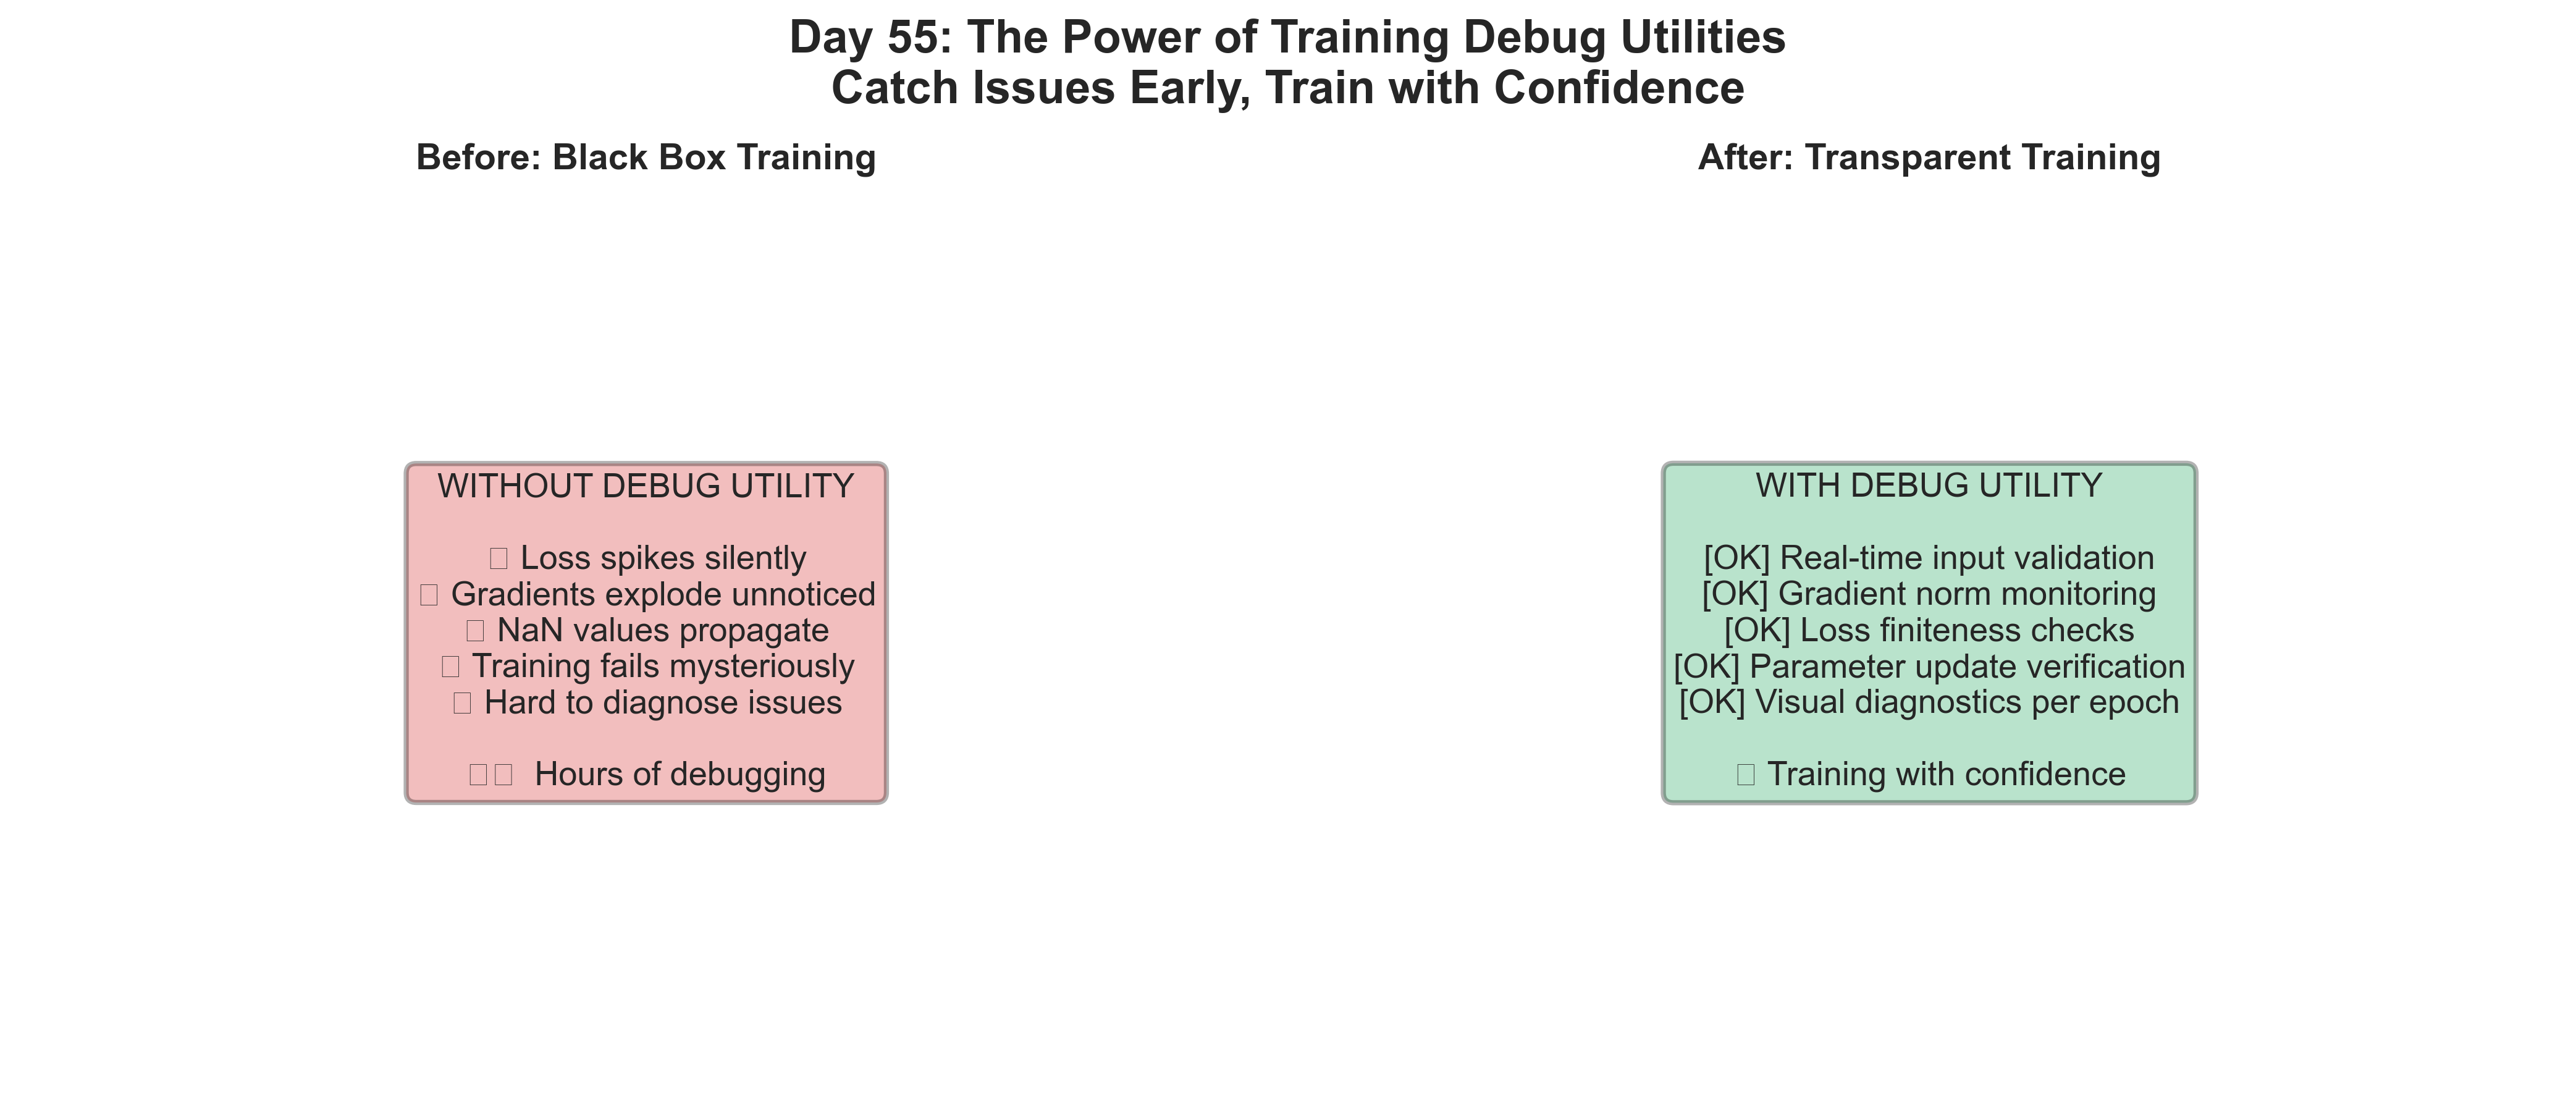 Day 55: The Power of Training Debug Utilities
Catch Issues Early, Train with Confidence
Before: Black Box Training
WITHOUT DEBUG UTILITY
□ Loss spikes silently
□ Gradients explode unnoticed
□ NaN values propagate
□ Training fails mysteriously
□ Hard to diagnose issues
□□ Hours of debugging
After: Transparent Training
WITH DEBUG UTILITY
[OK] Real-time input validation
[OK] Gradient norm monitoring
[OK] Loss finiteness checks
[OK] Parameter update verification
[OK] Visual diagnostics per epoch
□ Training with confidence